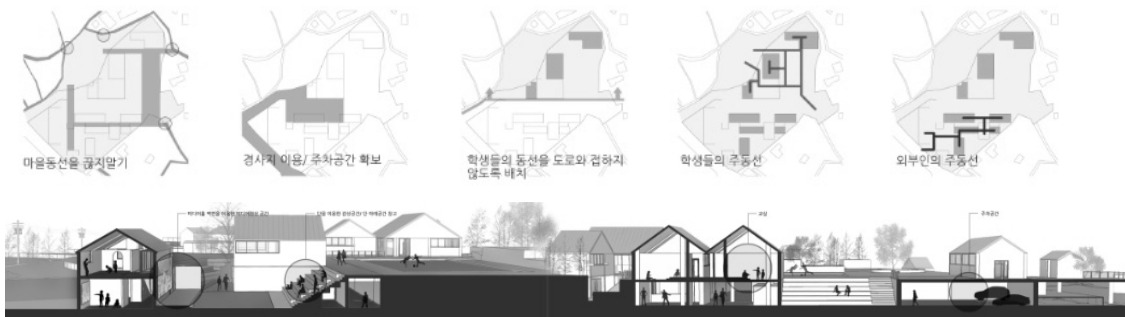 마을동선을 끊지않기
경사지 이용/ 주차공간 확보
학생들의 동선을 도로와 접하지
않도록 배치
학생들의 주동선
외부인의 주동선
교실
주차공간